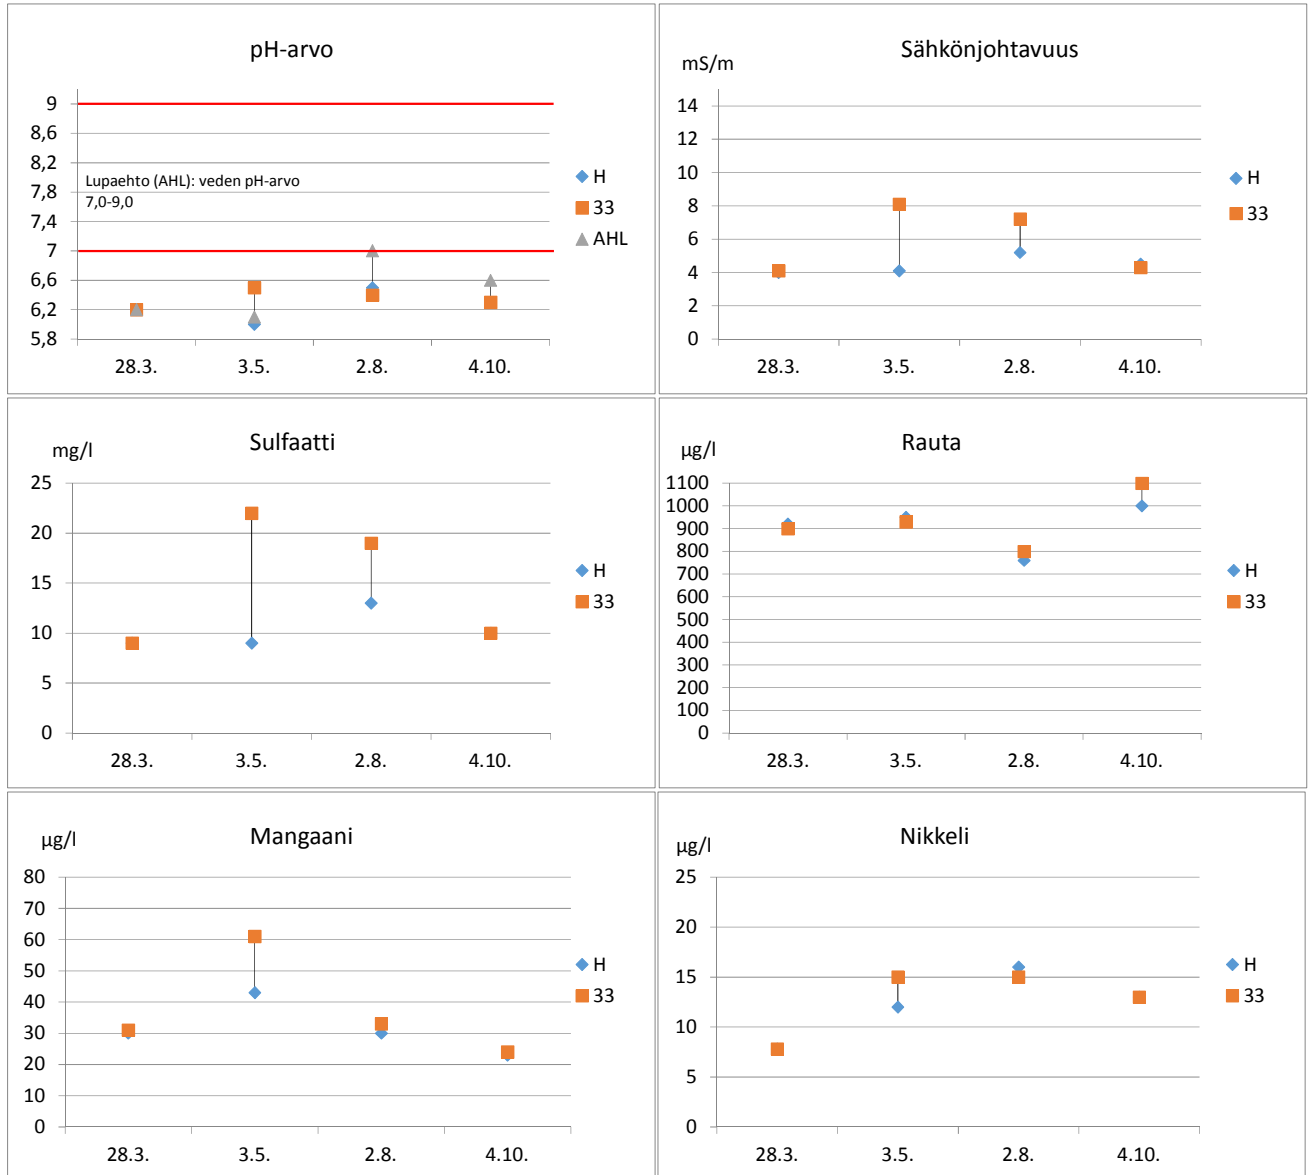 pH-arvo
9
8,6
8,2
7,8
7,4
7
6,6
6,2
5,8
Lupaehto (AHL): veden pH-arvo
7,0-9,0
28.3. 3.5. 2.8. 4.10.
H
33
AHL
Sähkönjohtavuus
mS/m
14
12
10
8
6
4
2
0
28.3. 3.5. 2.8. 4.10.
H
33
Sulfaatti
mg/l
25
20
15
10
5
0
28.3. 3.5. 2.8. 4.10.
H
33
Rauta
µg/l
1100
1000
900
800
700
600
500
400
300
200
100
0
28.3. 3.5. 2.8. 4.10.
H
33
Mangaani
µg/l
80
70
60
50
40
30
20
10
0
28.3. 3.5. 2.8. 4.10.
H
33
Nikkeli
µg/l
25
20
15
10
5
0
28.3. 3.5. 2.8. 4.10.
H
33